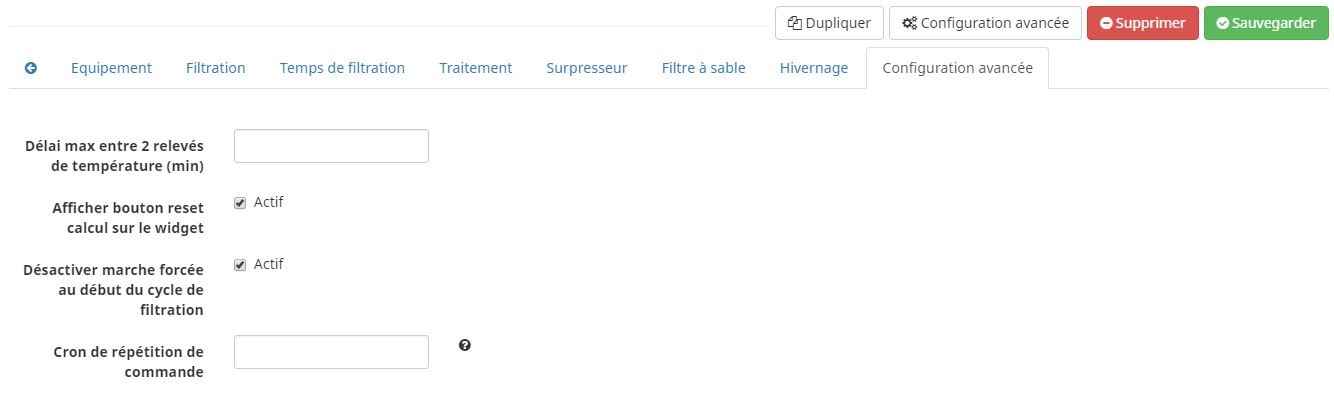 Dupliquer Configuration avancée Supprimer Sauvegarder
Equipement Filtration Temps de filtration Traitement Surpresseur Filtre à sable Hivernage Configuration avancée
Délai max entre 2 relevés
de température (min)
Afficher bouton reset
calcul sur le widget
Actif
Désactiver marche forcée
au début du cycle de
filtration
Actif
Cron de répétition de
commande